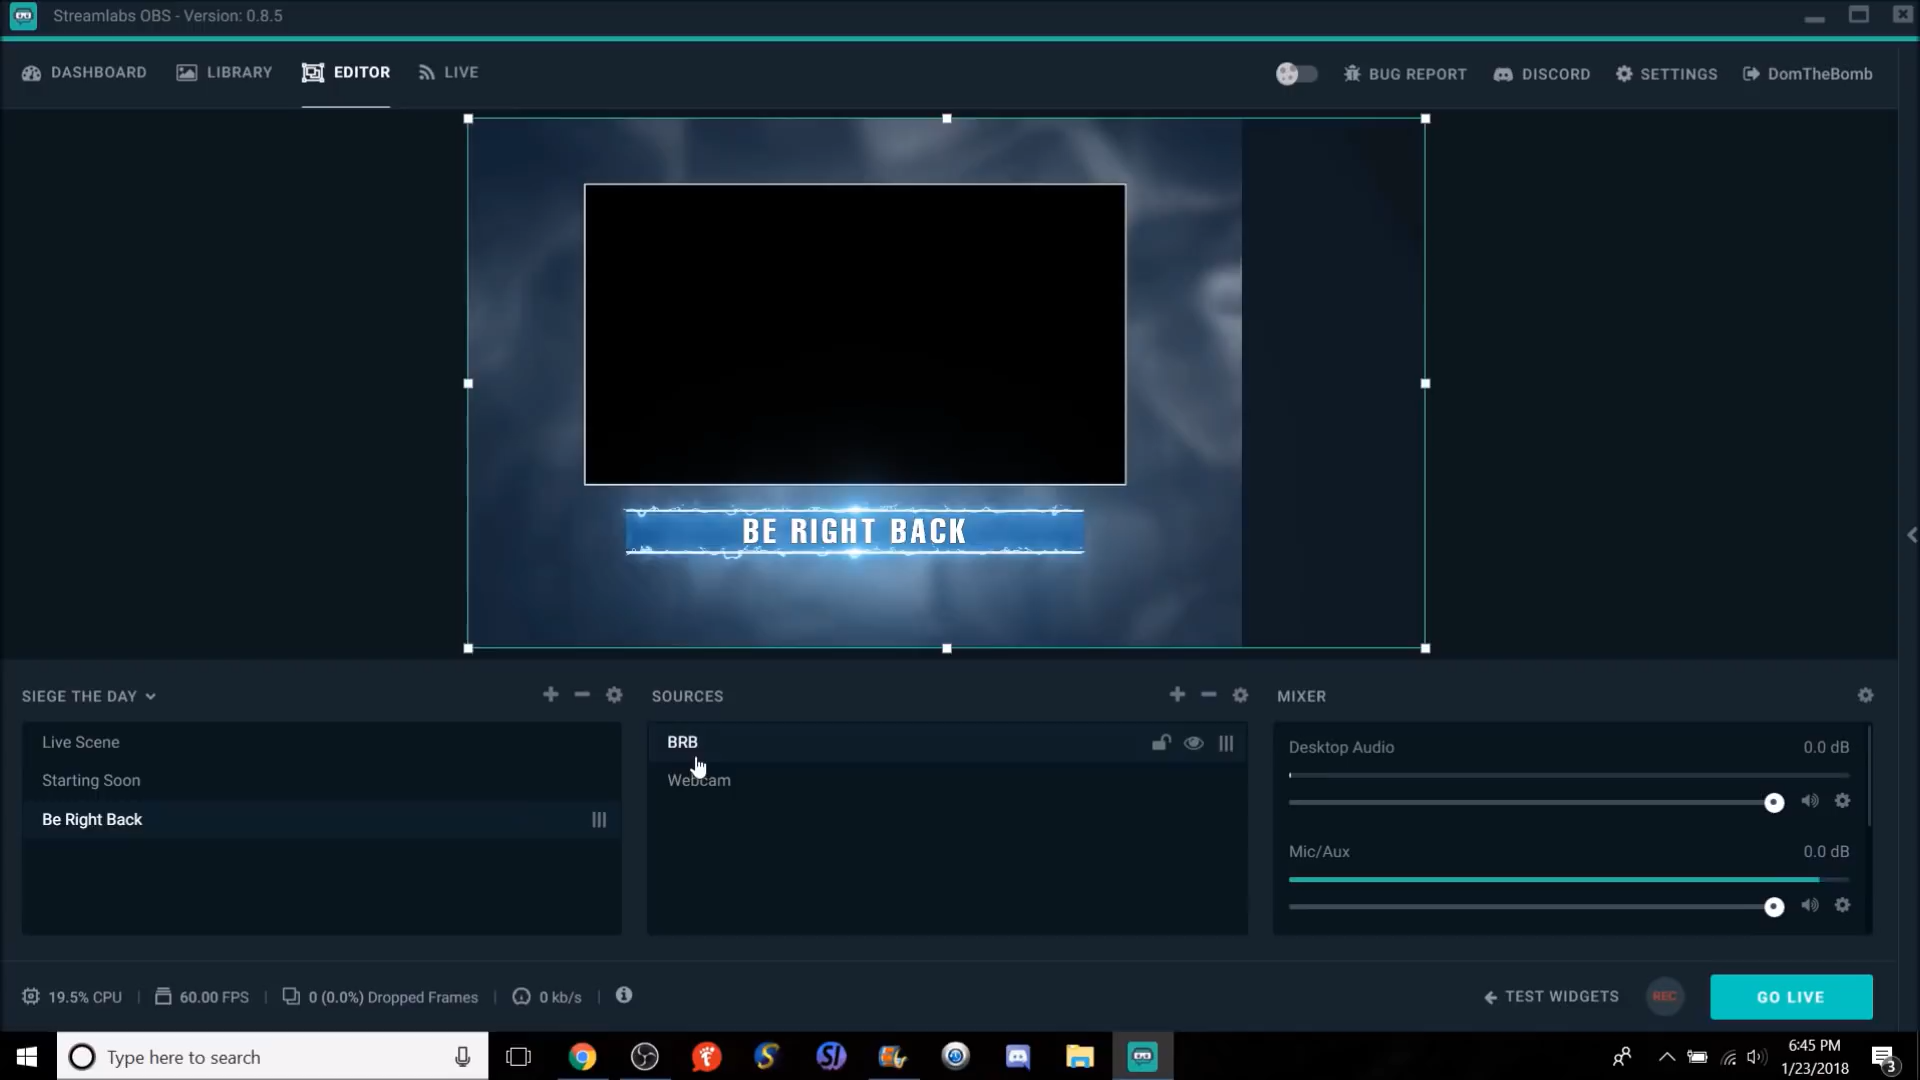 Streamlabs OBS - Version: 0.8.5
DASHBOARD
LIBRARY
EDITOR
LIVE
BUG REPORT
DISCORD
SETTINGS
DomTheBomb
BE RIGHT BACK
SIEGE THE DAY
Live Scene
Starting Soon
Be Right Back
SOURCES
BRB
Webcam
MIXER
Desktop Audio 0.0 dB
Mic/Aux 0.0 dB
19.5% CPU
60.00 FPS
0 (0.0%) Dropped Frames
0 kb/s
TEST WIDGETS
REC
GO LIVE
Type here to search
6:45 PM
1/23/2018
3